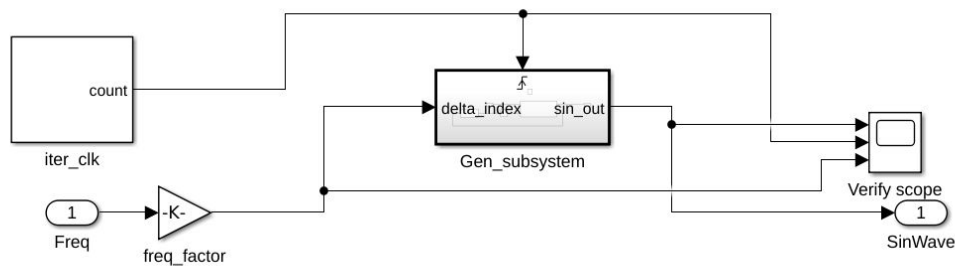 count
iter_clk
delta_index
sin_out
Gen_subsystem
1
Freq
-K-
freq_factor
Verify scope
1
SinWave